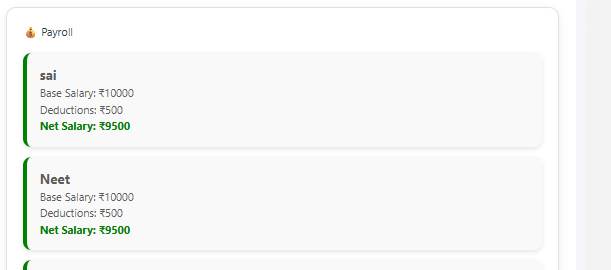 💰 Payroll
sai
Base Salary: ₹10000
Deductions: ₹500
Net Salary: ₹9500
Neet
Base Salary: ₹10000
Deductions: ₹500
Net Salary: ₹9500